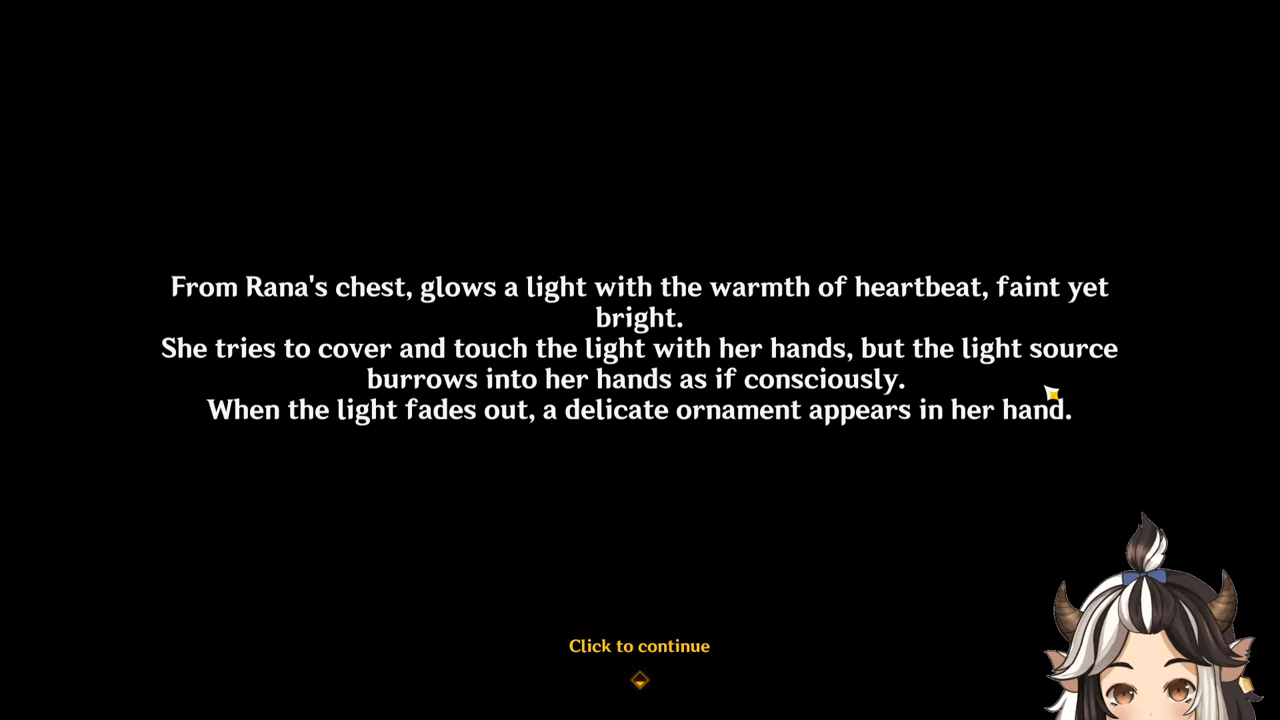 From Rana's chest, glows a light with the warmth of heartbeat, faint yet
bright.
She tries to cover and touch the light with her hands, but the light source
burrows into her hands as if consciously.
When the light fades out, a delicate ornament appears in her hand.
Click to continue